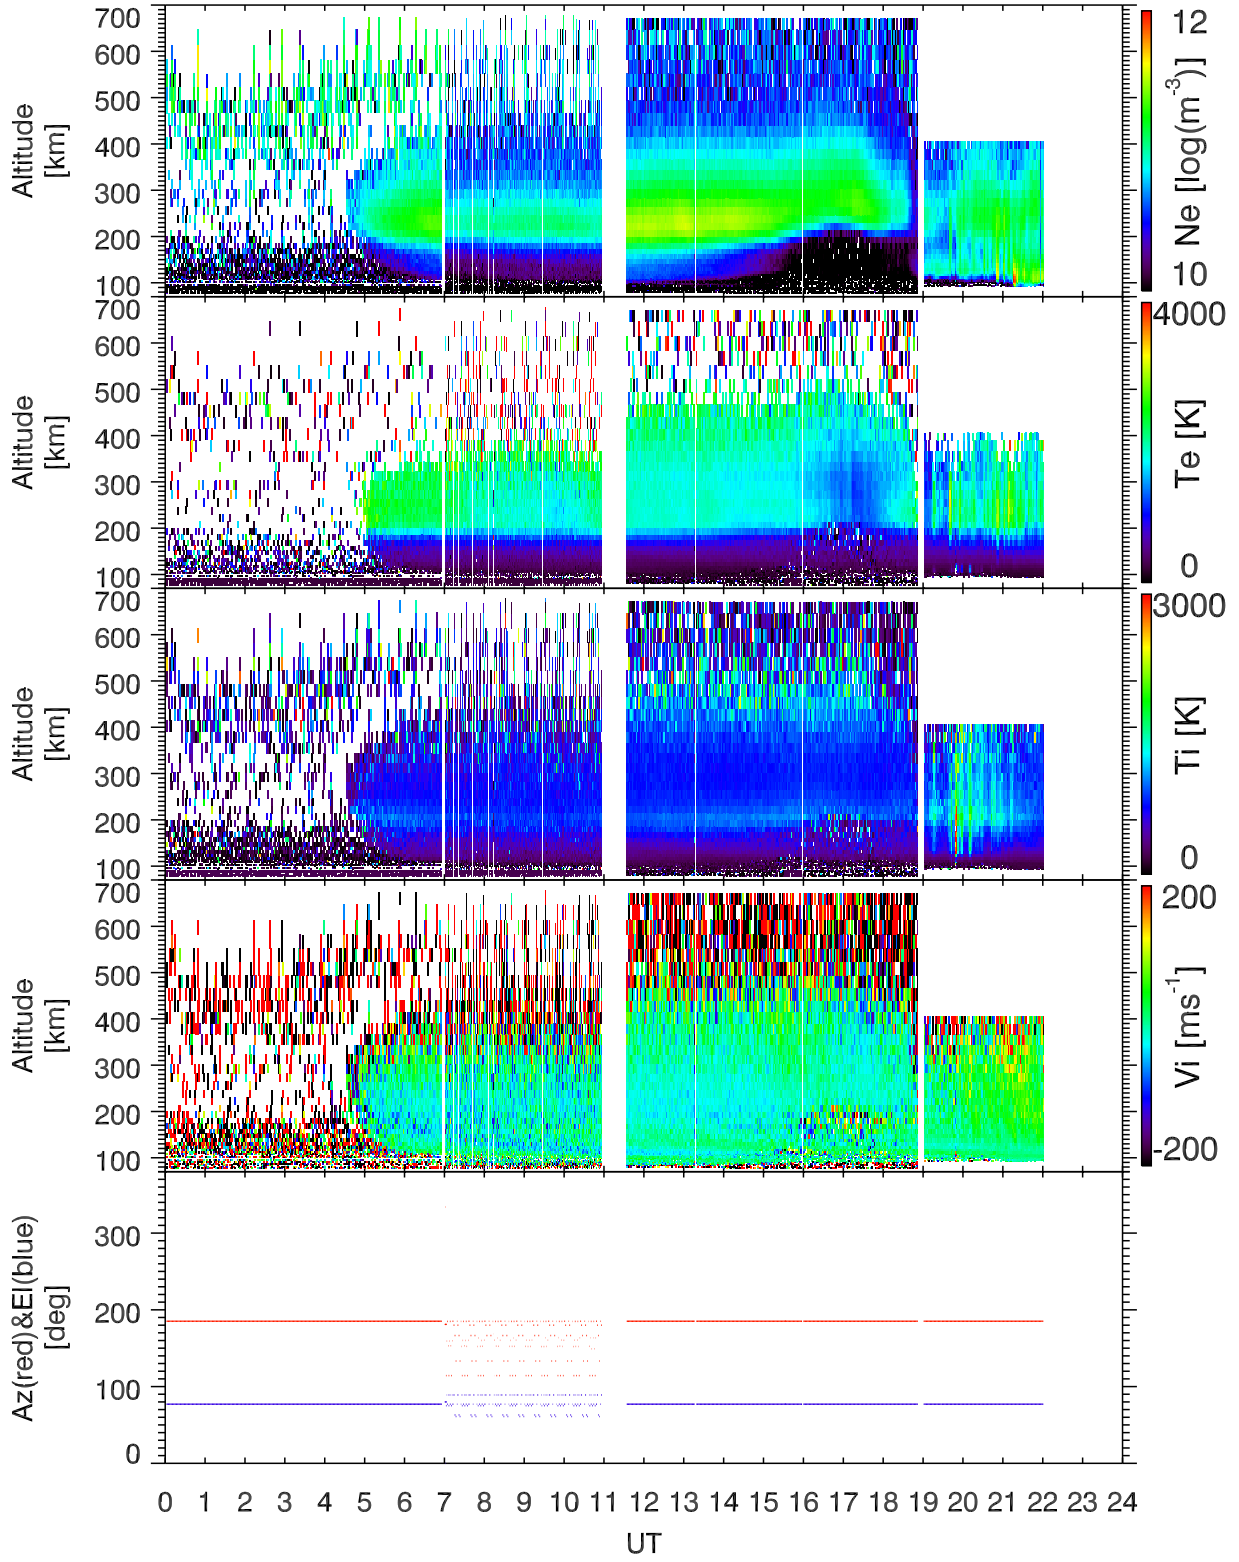 700
600
500
400
300
200
100
Altitude
[km]
12
Ne [log(m⁻³)]
10
700
600
500
400
300
200
100
Altitude
[km]
4000
Te [K]
0
700
600
500
400
300
200
100
Altitude
[km]
3000
Ti [K]
0
700
600
500
400
300
200
100
Altitude
[km]
200
Vi [ms⁻¹]
-200
300
200
100
0
Az(red)&El(blue)
[deg]
0 1 2 3 4 5 6 7 8 9 10 11 12 13 14 15 16 17 18 19 20 21 22 23 24
UT